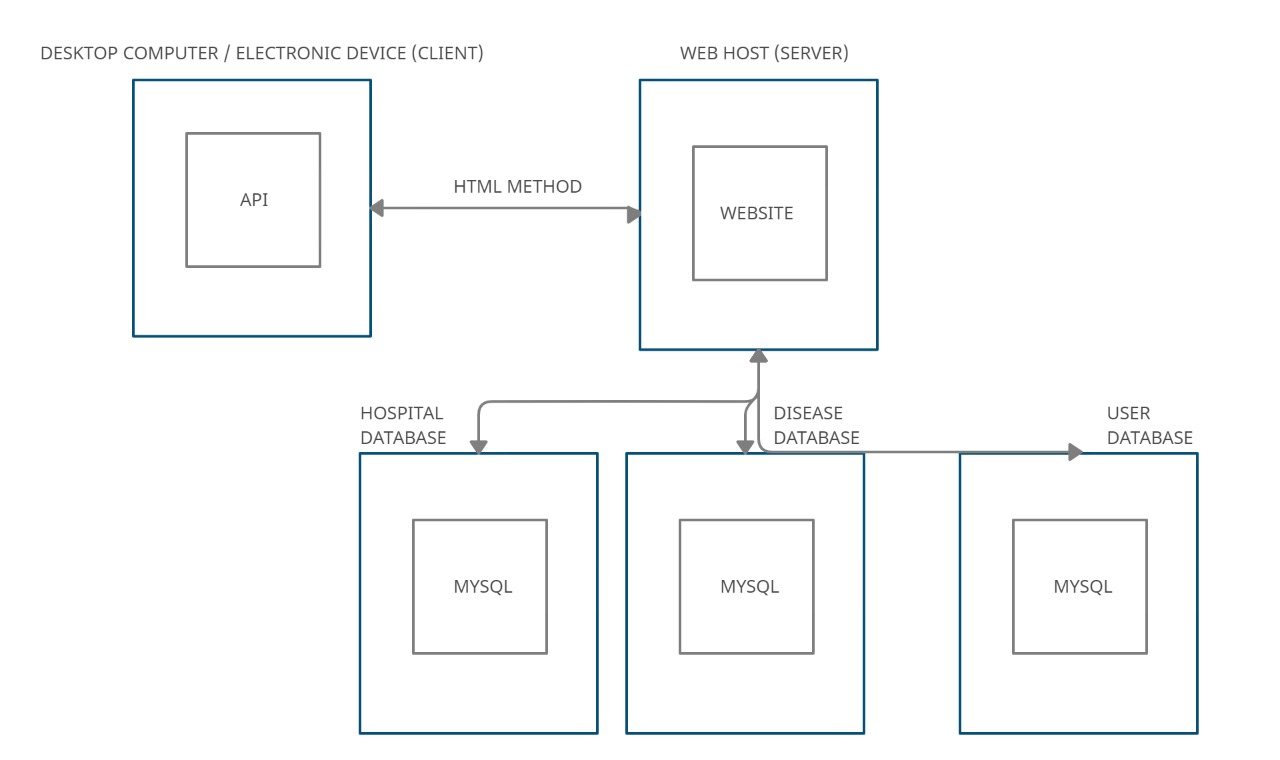 DESKTOP COMPUTER / ELECTRONIC DEVICE (CLIENT)
WEB HOST (SERVER)
API
HTML METHOD
WEBSITE
HOSPITAL
DATABASE
DISEASE
DATABASE
USER
DATABASE
MYSQL
MYSQL
MYSQL